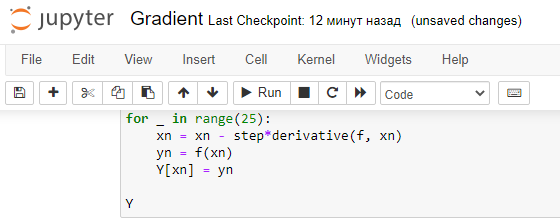 jupyter Gradient Last Checkpoint: 12 минут назад (unsaved changes)
File Edit View Insert Cell Kernel Widgets Help
Run Code
for _ in range(25):
    xn = xn - step*derivative(f, xn)
    yn = f(xn)
    Y[xn] = yn
Y